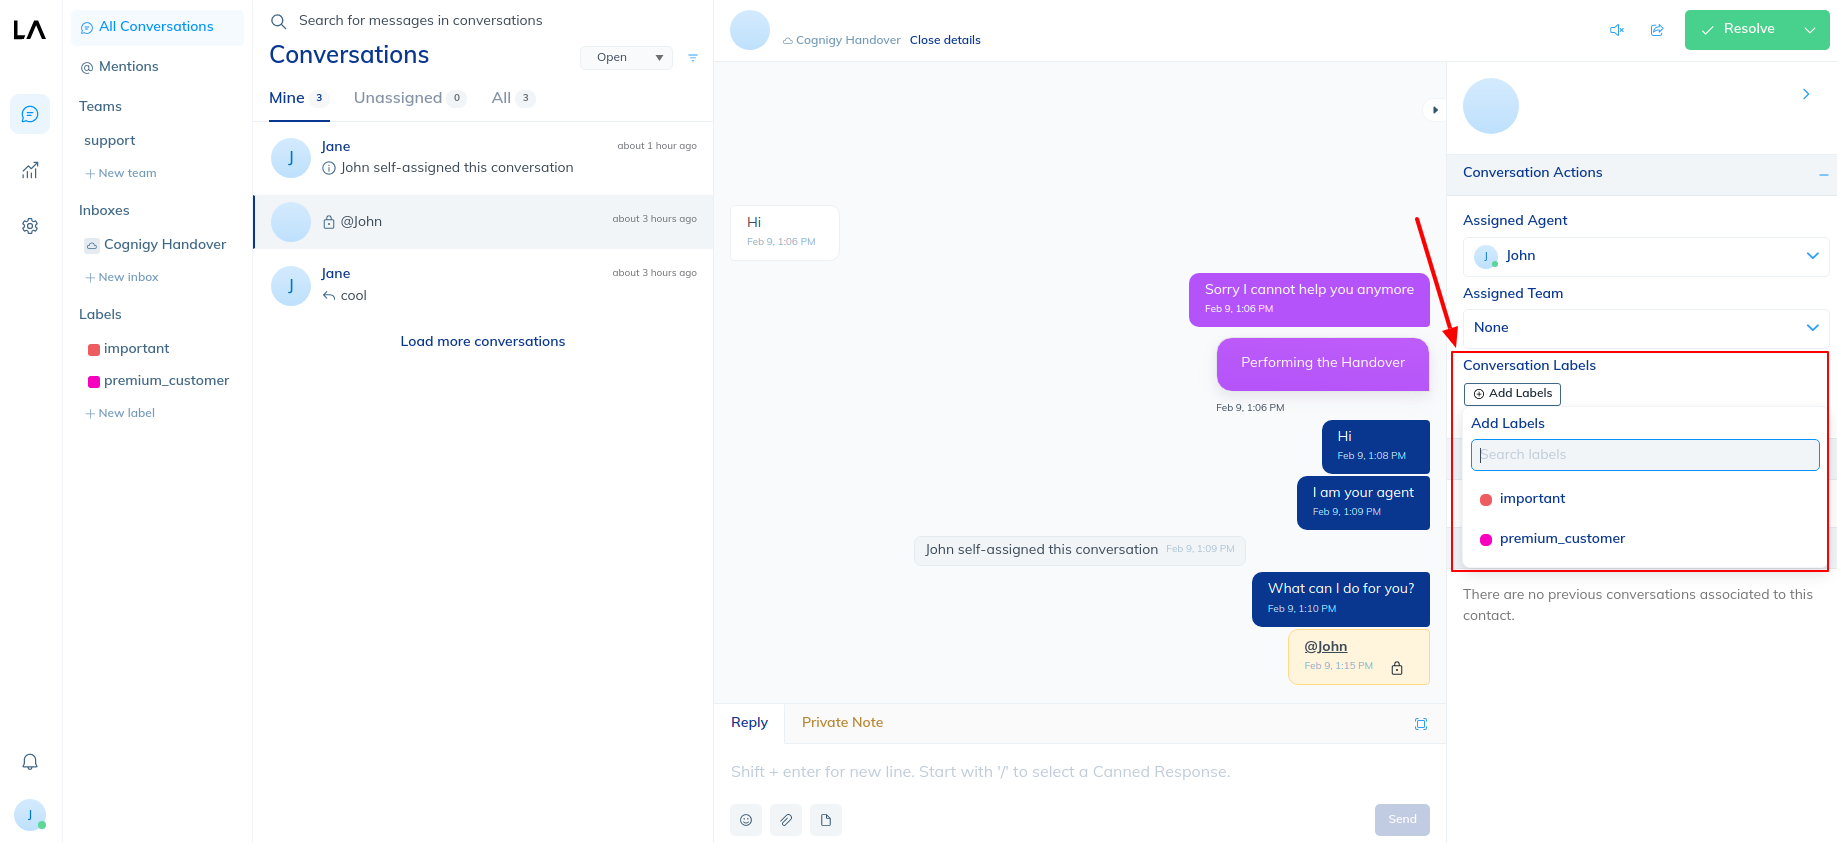 LA
All Conversations
@ Mentions
Teams
support
+ New team
Inboxes
Cognigy Handover
+ New inbox
Labels
important
premium_customer
+ New label
J
Search for messages in conversations
Conversations
Open
Mine 3
Unassigned 0
All 3
J
Jane
about 1 hour ago
John self-assigned this conversation
@John
about 3 hours ago
J
Jane
about 3 hours ago
cool
Load more conversations
Cognigy Handover Close details
Resolve
Hi
Feb 9, 1:06 PM
Sorry I cannot help you anymore
Feb 9, 1:06 PM
Performing the Handover
Feb 9, 1:06 PM
Hi
Feb 9, 1:08 PM
I am your agent
Feb 9, 1:09 PM
John self-assigned this conversation Feb 9, 1:09 PM
What can I do for you?
Feb 9, 1:10 PM
@John
Feb 9, 1:15 PM
Reply
Private Note
Shift + enter for new line. Start with '/' to select a Canned Response.
Send
Conversation Actions
Assigned Agent
J
John
Assigned Team
None
Conversation Labels
Add Labels
Add Labels
Search labels
important
premium_customer
There are no previous conversations associated to this
contact.